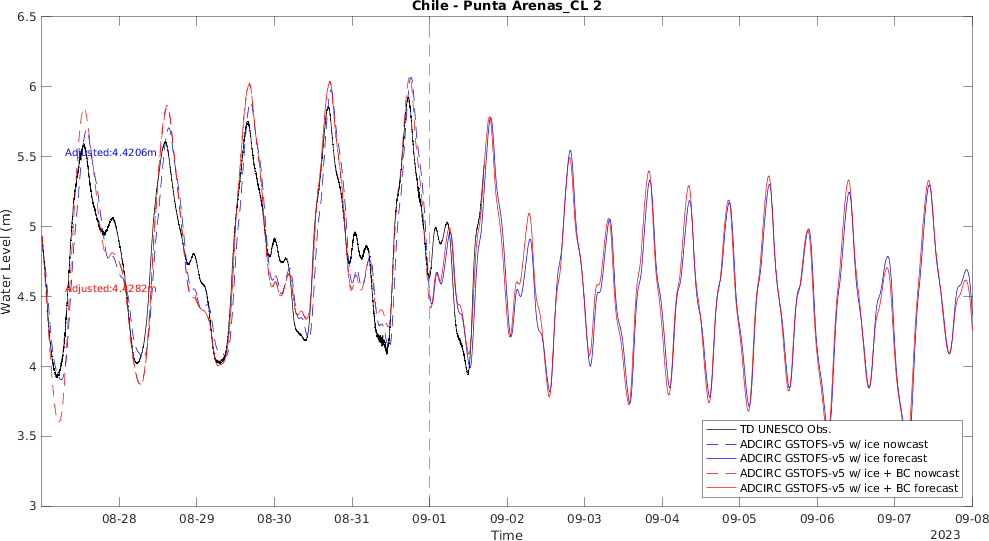 Chile - Punta Arenas_CL 2
6.5
6
5.5
5
4.5
4
3.5
3
Water Level (m)
Adjusted:4.4206m
Adjusted:4.4282m
TD UNESCO Obs.
ADCIRC GSTOFS-v5 w/ ice nowcast
ADCIRC GSTOFS-v5 w/ ice forecast
ADCIRC GSTOFS-v5 w/ ice + BC nowcast
ADCIRC GSTOFS-v5 w/ ice + BC forecast
08-28 08-29 08-30 08-31 09-01 09-02 09-03 09-04 09-05 09-06 09-07 09-08
Time
2023